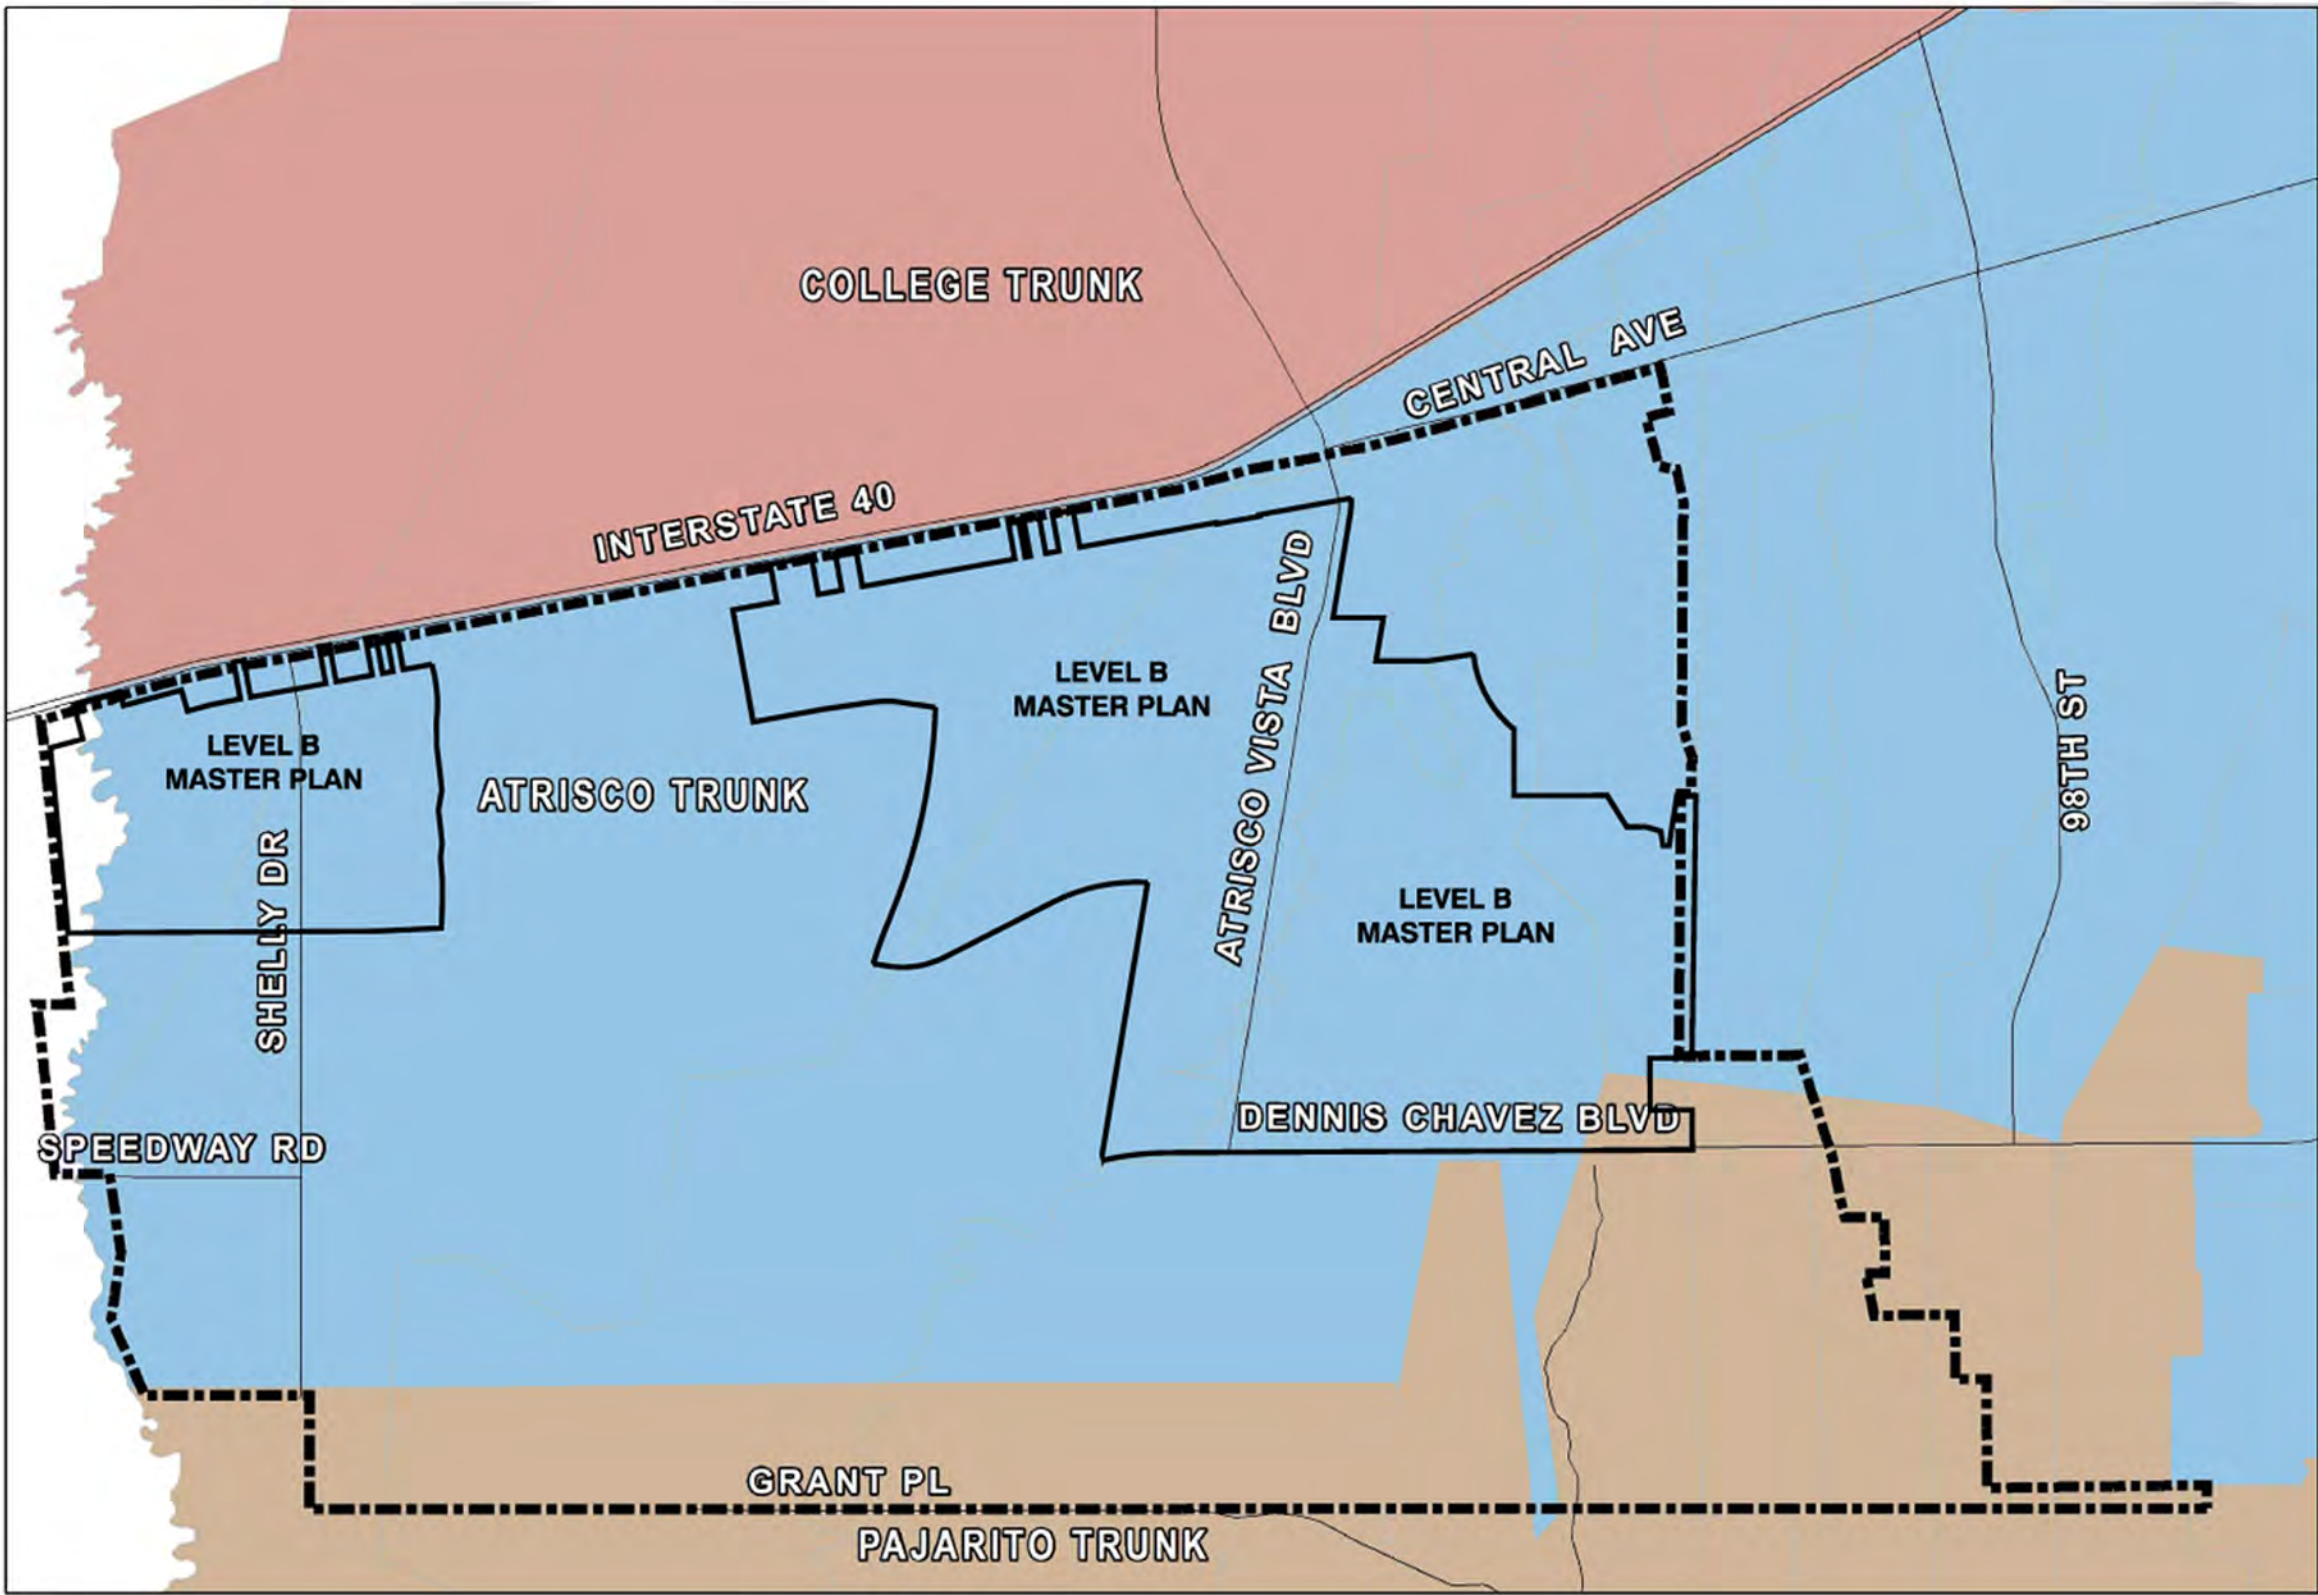 COLLEGE TRUNK
CENTRAL AVE
INTERSTATE 40
ATRISCO VISTA BLVD
LEVEL B
MASTER PLAN
LEVEL B
MASTER PLAN
ATRISCO TRUNK
98TH ST
SHELLY DR
LEVEL B
MASTER PLAN
DENNIS CHAVEZ BLVD
SPEEDWAY RD
GRANT PL
PAJARITO TRUNK